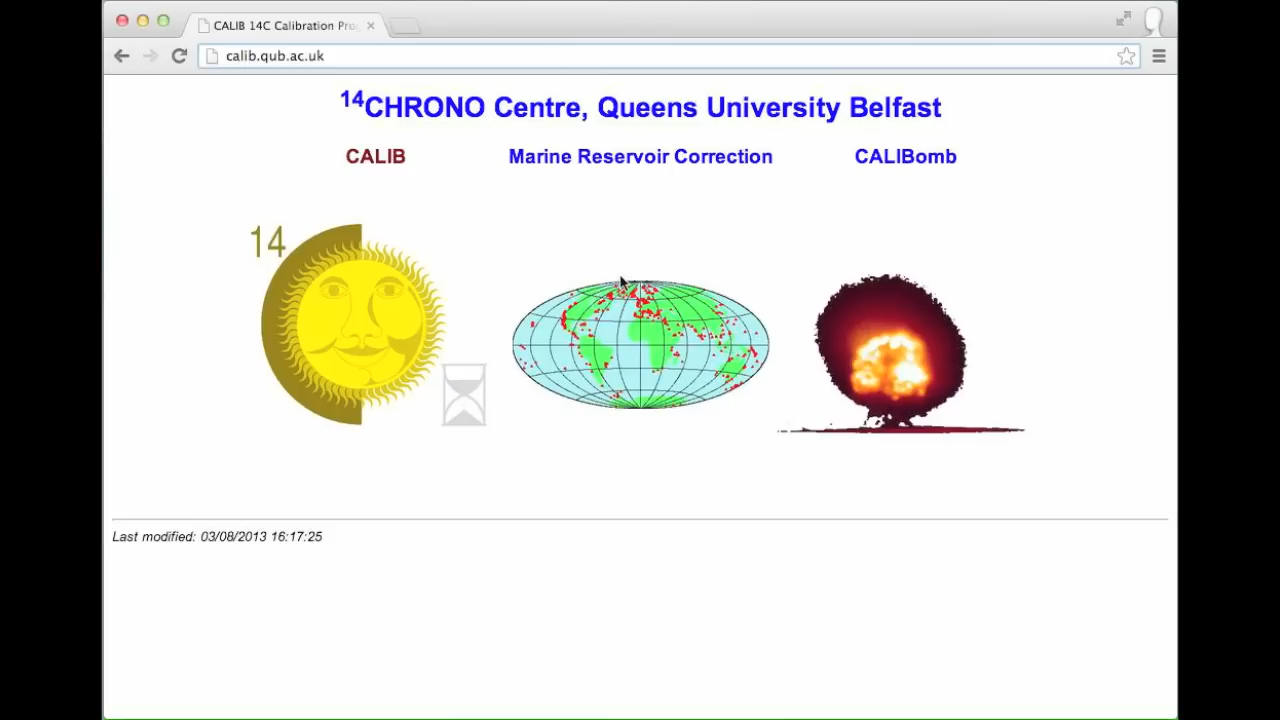 CALIB 14C Calibration Pro
calib.qub.ac.uk
14CHRONO Centre, Queens University Belfast
CALIB
Marine Reservoir Correction
CALIBomb
14
Last modified: 03/08/2013 16:17:25